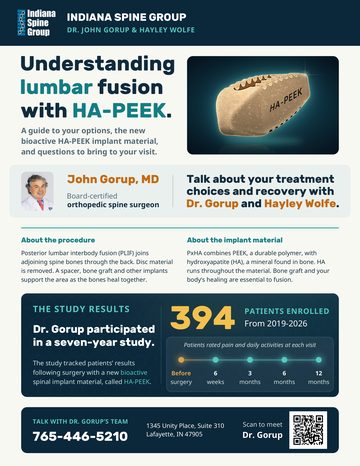 Indiana
Spine
Group
INDIANA SPINE GROUP
DR. JOHN GORUP & HAYLEY WOLFE
Understanding
lumbar fusion
with HA-PEEK.
A guide to your options, the new
bioactive HA-PEEK implant material,
and questions to bring to your visit.
HA-PEEK
John Gorup, MD
Board-certified
orthopedic spine surgeon
Talk about your treatment
choices and recovery with
Dr. Gorup and Hayley Wolfe.
About the procedure
Posterior lumbar interbody fusion (PLIF) joins
adjoining spine bones through the back. Disc material
is removed. A spacer, bone graft and other implants
support the area as the bones heal together.
About the implant material
PxHA combines PEEK, a durable polymer, with
hydroxyapatite (HA), a mineral found in bone. HA
runs throughout the material. Bone graft and your
body's healing are essential to fusion.
THE STUDY RESULTS
Dr. Gorup participated
in a seven-year study.
The study tracked patients' results
following surgery with a new bioactive
spinal implant material, called HA-PEEK.
394 PATIENTS ENROLLED
From 2019-2026
Patients rated pain and daily activities at each visit
Before 6 3 6 12
surgery weeks months months months
TALK WITH DR. GORUP'S TEAM
765-446-5210
1345 Unity Place, Suite 310
Lafayette, IN 47905
Scan to meet
Dr. Gorup